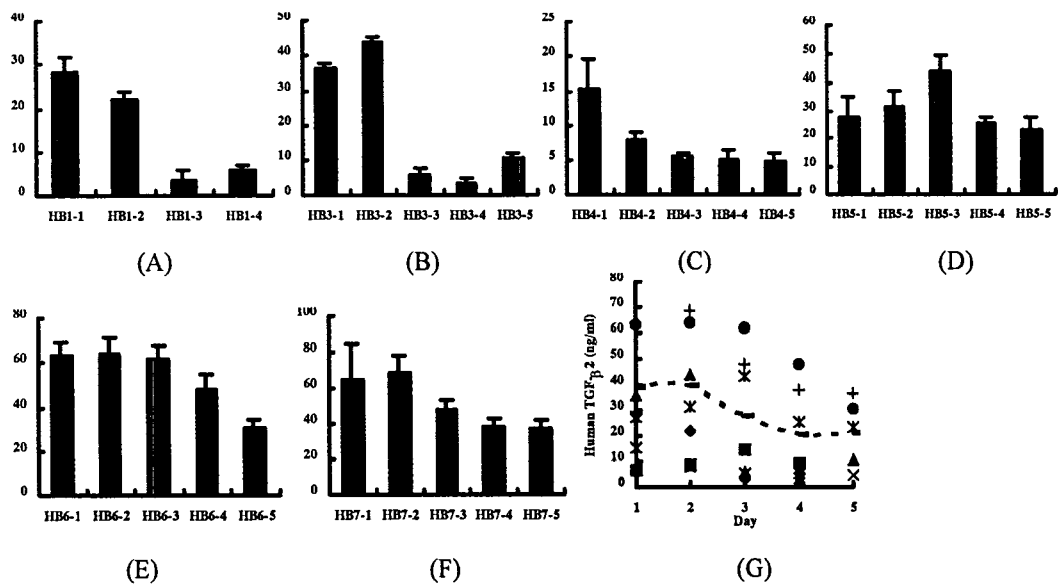 40
30
20
10
0
HB1-1 HB1-2 HB1-3 HB1-4
(A)
50
40
30
20
10
0
HB3-1 HB3-2 HB3-3 HB3-4 HB3-5
(B)
25
20
15
10
5
0
HB4-1 HB4-2 HB4-3 HB4-4 HB4-5
(C)
60
50
40
30
20
10
0
HB5-1 HB5-2 HB5-3 HB5-4 HB5-5
(D)
80
60
40
20
0
HB6-1 HB6-2 HB6-3 HB6-4 HB6-5
(E)
100
80
60
40
20
0
HB7-1 HB7-2 HB7-3 HB7-4 HB7-5
(F)
Human TGFβ2 (ng/ml)
80
70
60
50
40
30
20
10
0
1 2 3 4 5
Day
(G)